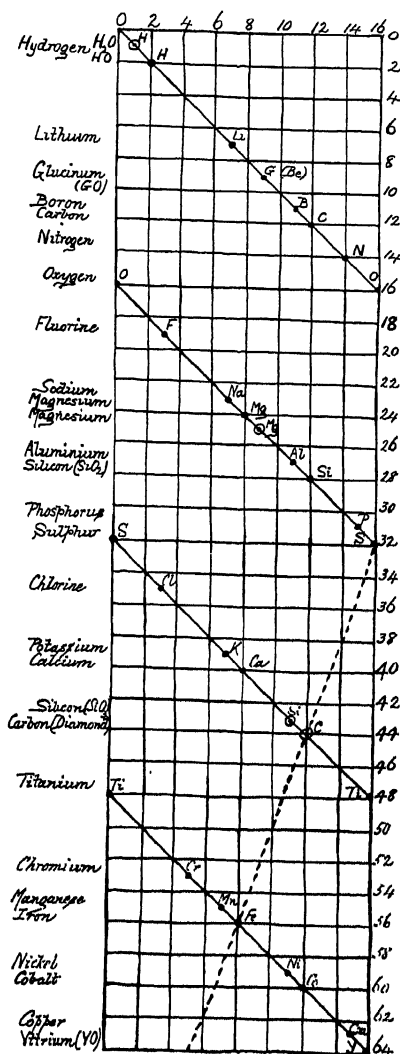 0 2 4 6 8 10 12 14 16
Hydrogen H2O H 0
HO H 2
4
6
Lithium Li
8
Glucinum G (Be)
(GO) 10
Boron B
Carbon C 12
Nitrogen N 14
Oxygen O O 16
18
Fluorine F
20
22
Sodium Na
Magnesium Mg 24
Magnesium Mg
26
Aluminium Al
Silicon (SiO2) Si 28
30
Phosphorus P
Sulphur S S 32
34
Chlorine Cl
36
38
Potassium K
Calcium Ca 40
42
Silicon (SiO) Si
Carbon (Diamond) C 44
46
Titanium Ti Ti 48
50
52
Chromium Cr
54
Manganese Mn
Iron Fe 56
58
Nickel Ni
Cobalt Co 60
62
Copper Cu
Yttrium (YO) Y 64